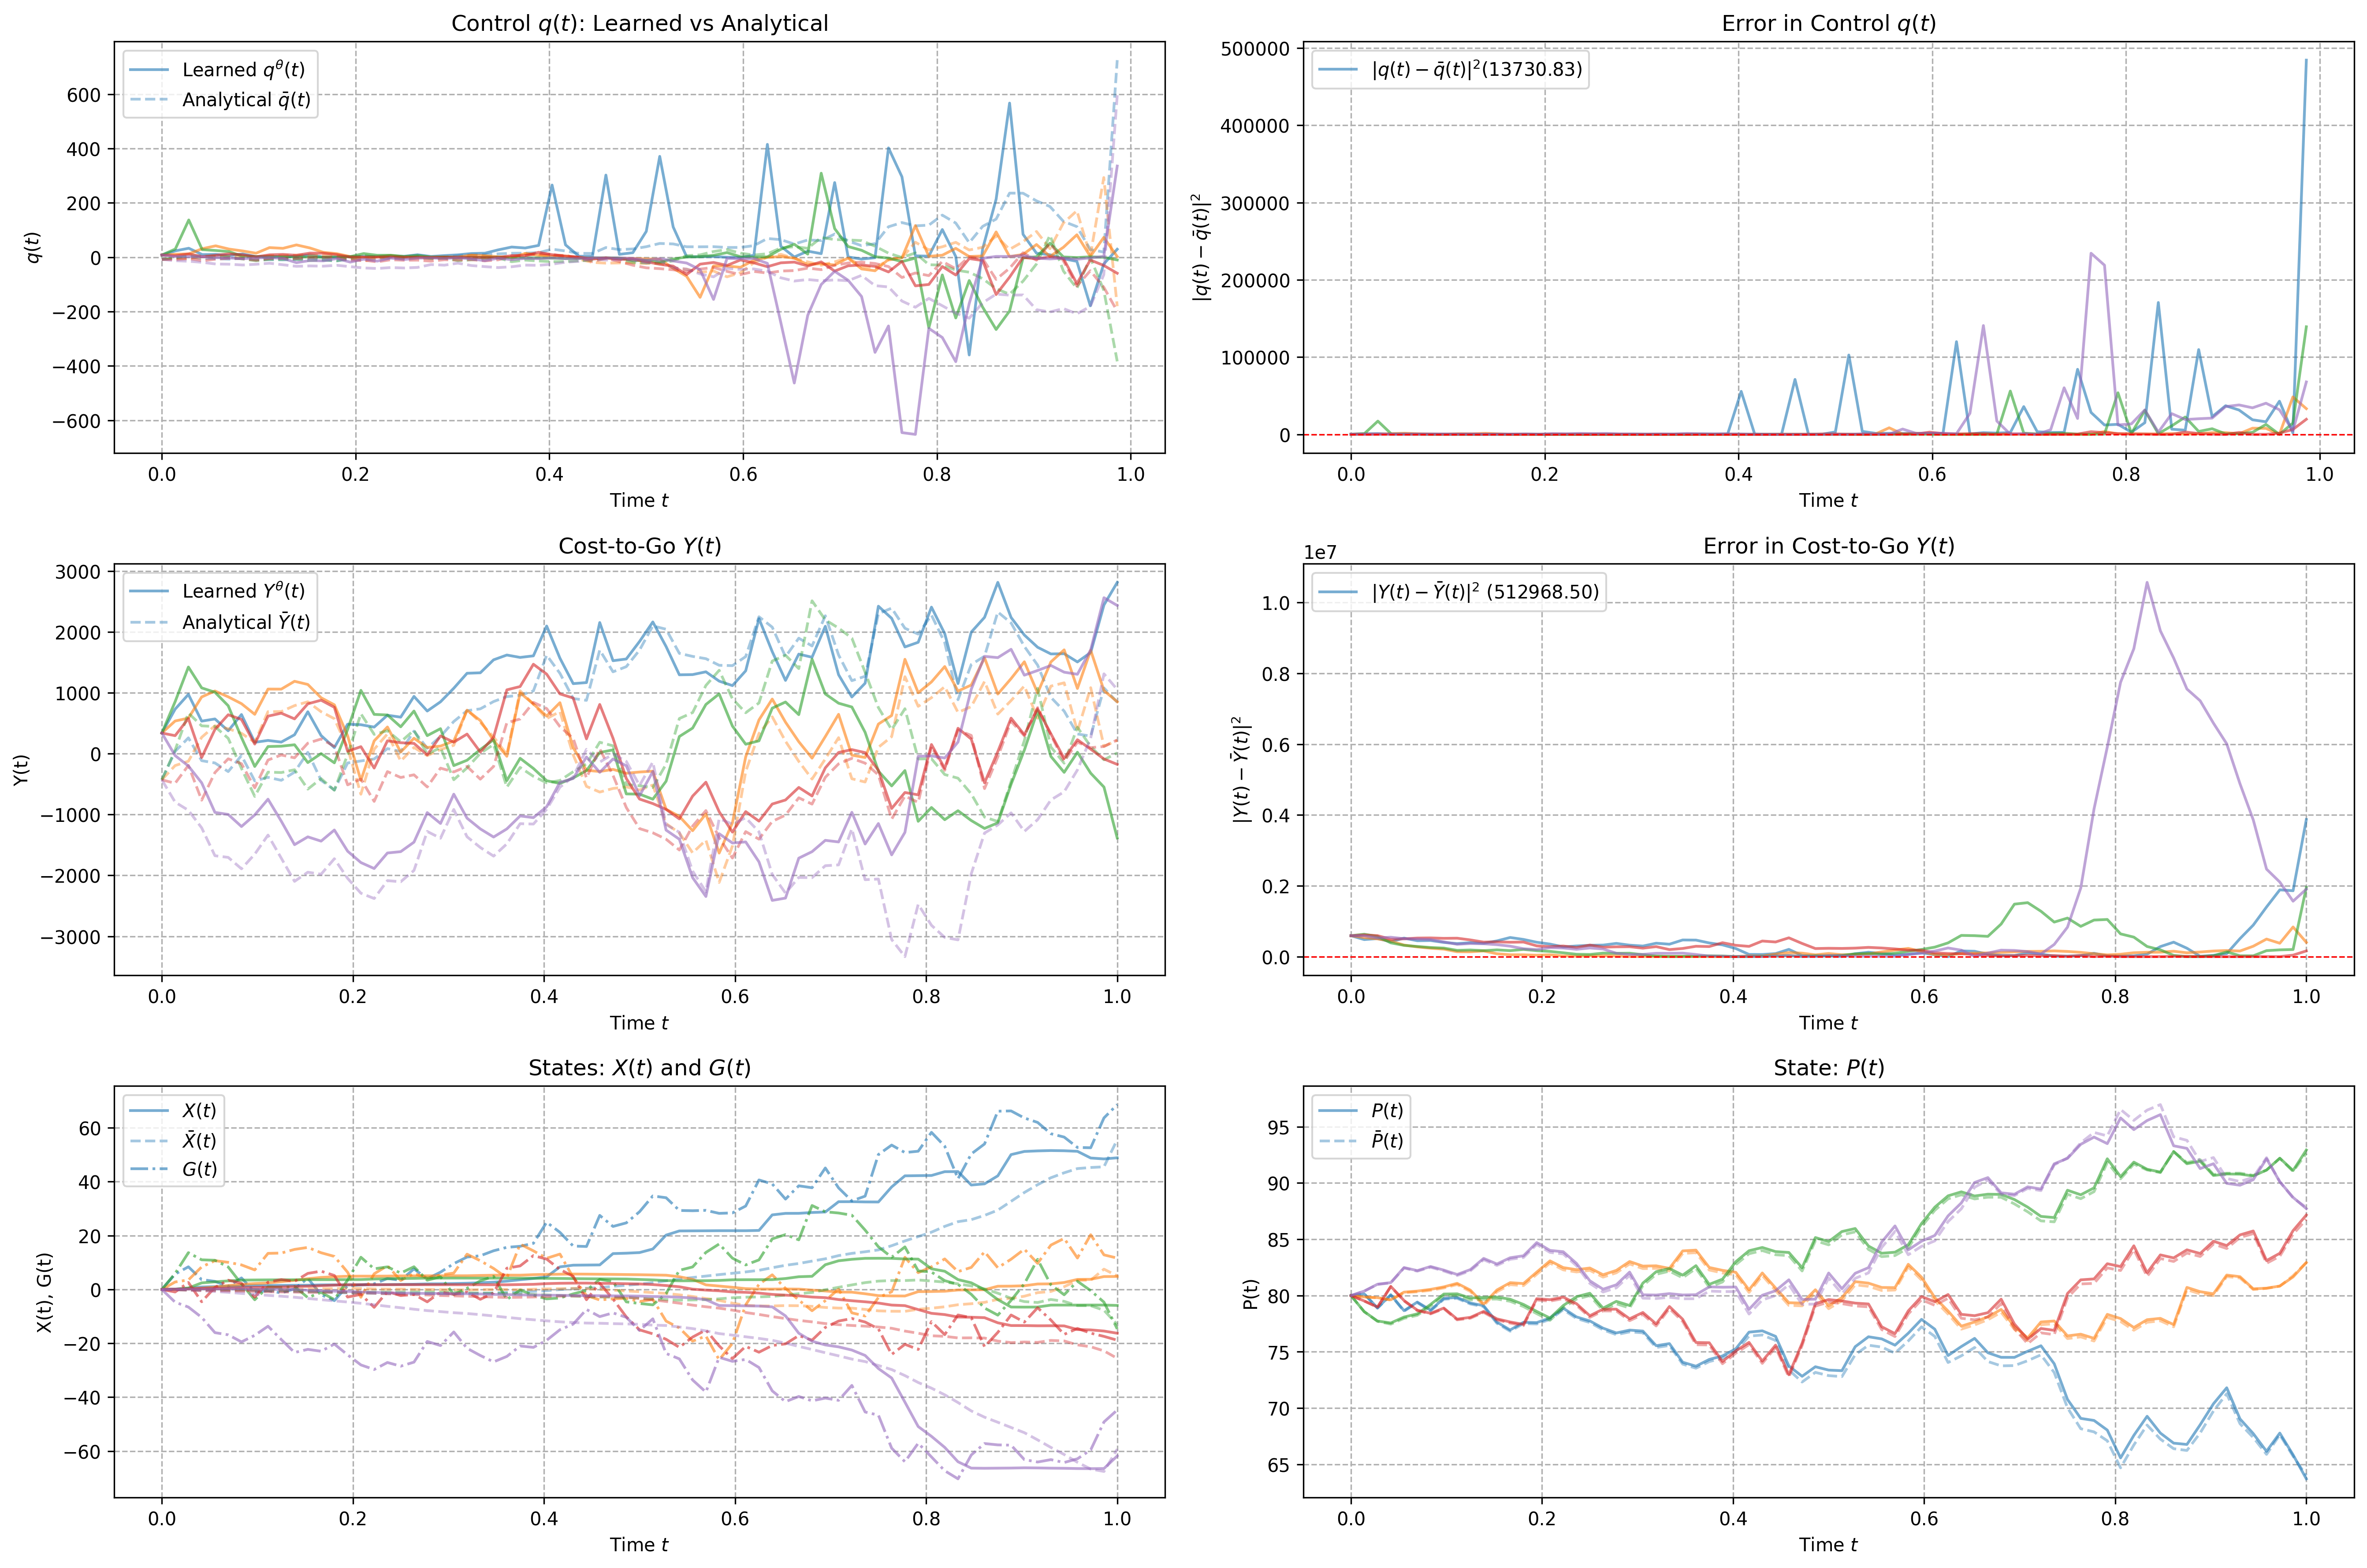 Control q(t): Learned vs Analytical
Learned q^θ(t)
Analytical q̄(t)
q(t)
600
400
200
0
−200
−400
−600
0.0 0.2 0.4 0.6 0.8 1.0
Time t
Error in Control q(t)
|q(t) − q̄(t)|²(13730.83)
|q(t) − q̄(t)|²
500000
400000
300000
200000
100000
0
0.0 0.2 0.4 0.6 0.8 1.0
Time t
Cost-to-Go Y(t)
Learned Y^θ(t)
Analytical Ȳ(t)
Y(t)
3000
2000
1000
0
−1000
−2000
−3000
0.0 0.2 0.4 0.6 0.8 1.0
Time t
Error in Cost-to-Go Y(t)
1e7
|Y(t) − Ȳ(t)|² (512968.50)
|Y(t) − Ȳ(t)|²
1.0
0.8
0.6
0.4
0.2
0.0
0.0 0.2 0.4 0.6 0.8 1.0
Time t
States: X(t) and G(t)
X(t)
X̄(t)
G(t)
X(t), G(t)
60
40
20
0
−20
−40
−60
0.0 0.2 0.4 0.6 0.8 1.0
Time t
State: P(t)
P(t)
P̄(t)
P(t)
95
90
85
80
75
70
65
0.0 0.2 0.4 0.6 0.8 1.0
Time t